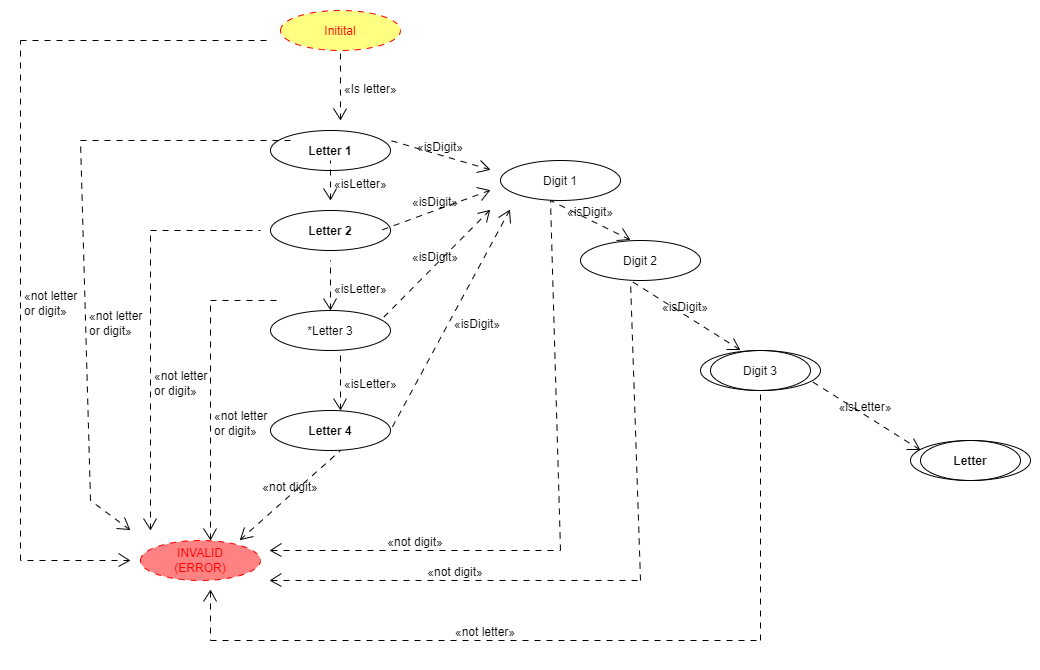 Initital
«Is letter»
Letter 1
«isDigit»
«isLetter»
Digit 1
«isDigit»
«isDigit»
Letter 2
«isDigit»
Digit 2
«isLetter»
«not letter
or digit»
«not letter
or digit»
«isDigit»
*Letter 3
«isDigit»
Digit 3
«not letter
or digit»
«isLetter»
«isLetter»
«not letter
or digit»
Letter 4
Letter
«not digit»
«not digit»
INVALID
(ERROR)
«not digit»
«not letter»